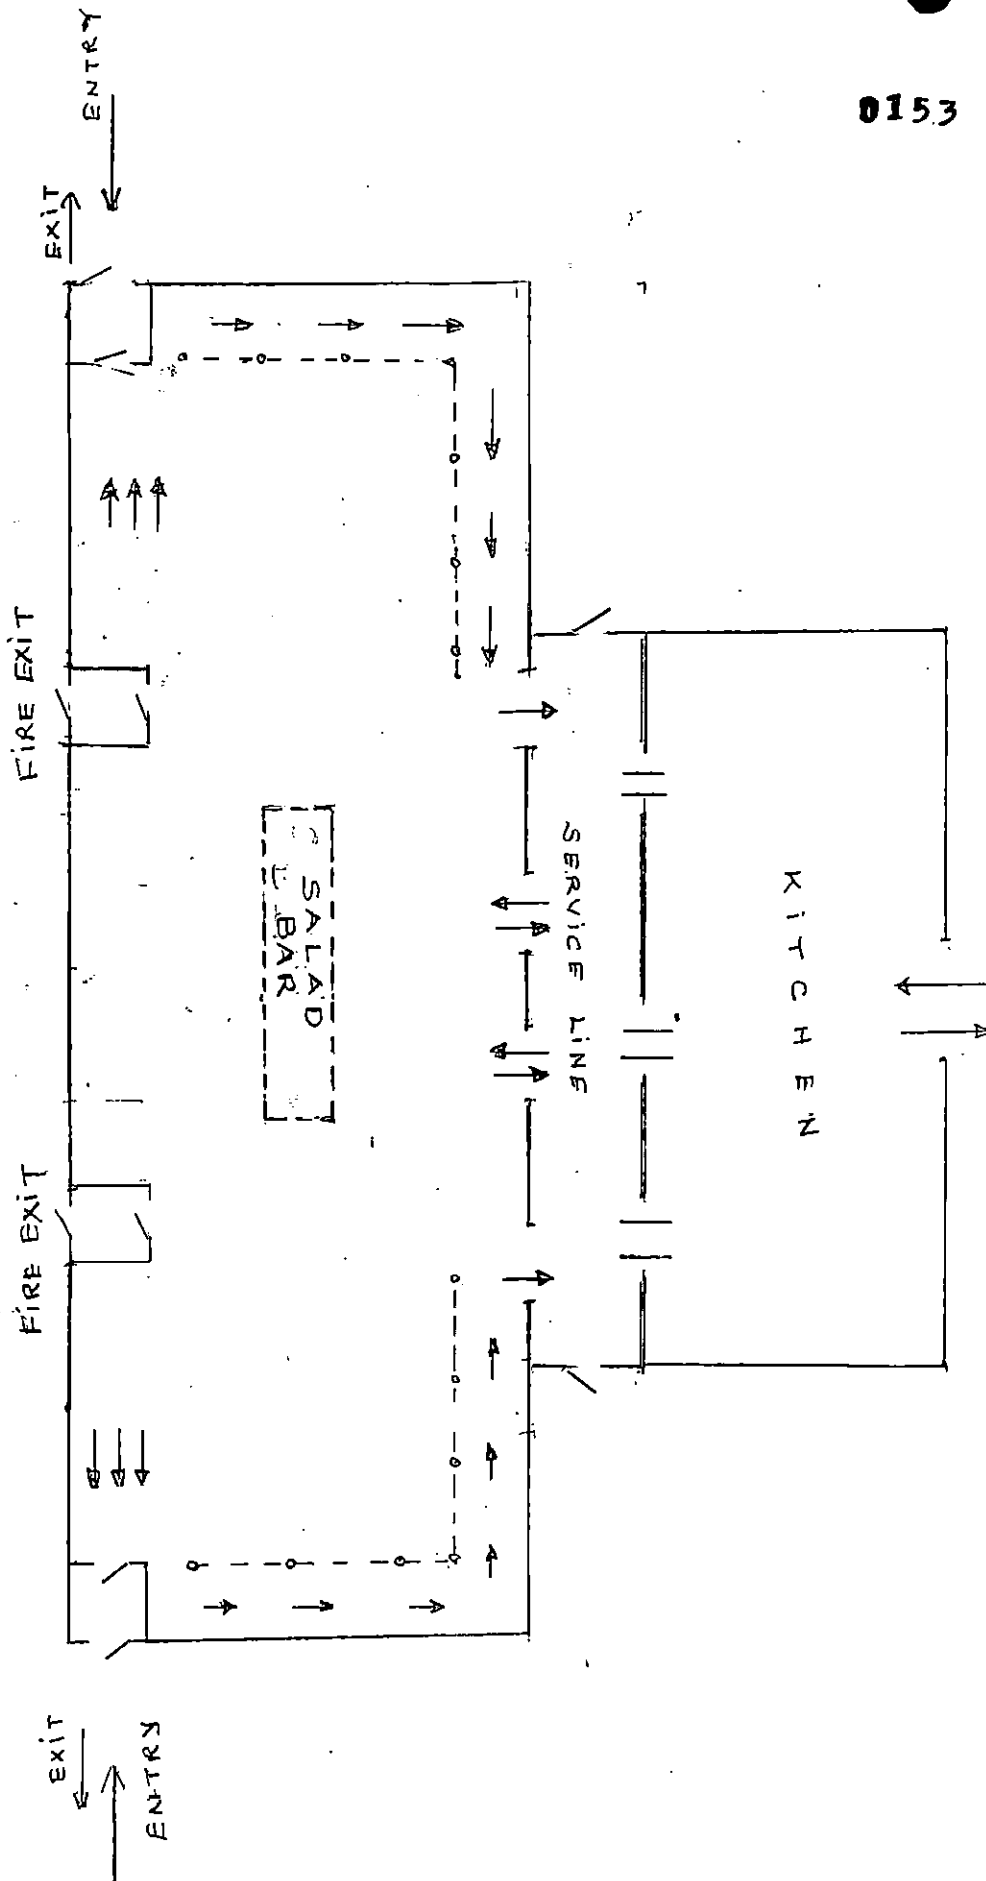 0153
ENTRY
EXIT
FIRE EXIT
SALAD
BAR
SERVICE LINE
KITCHEN
FIRE EXIT
EXIT
ENTRY